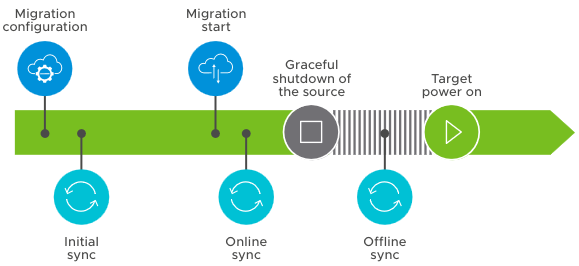 Migration
configuration
Migration
start
Graceful
shutdown of
the source
Target
power on
Initial
sync
Online
sync
Offline
sync